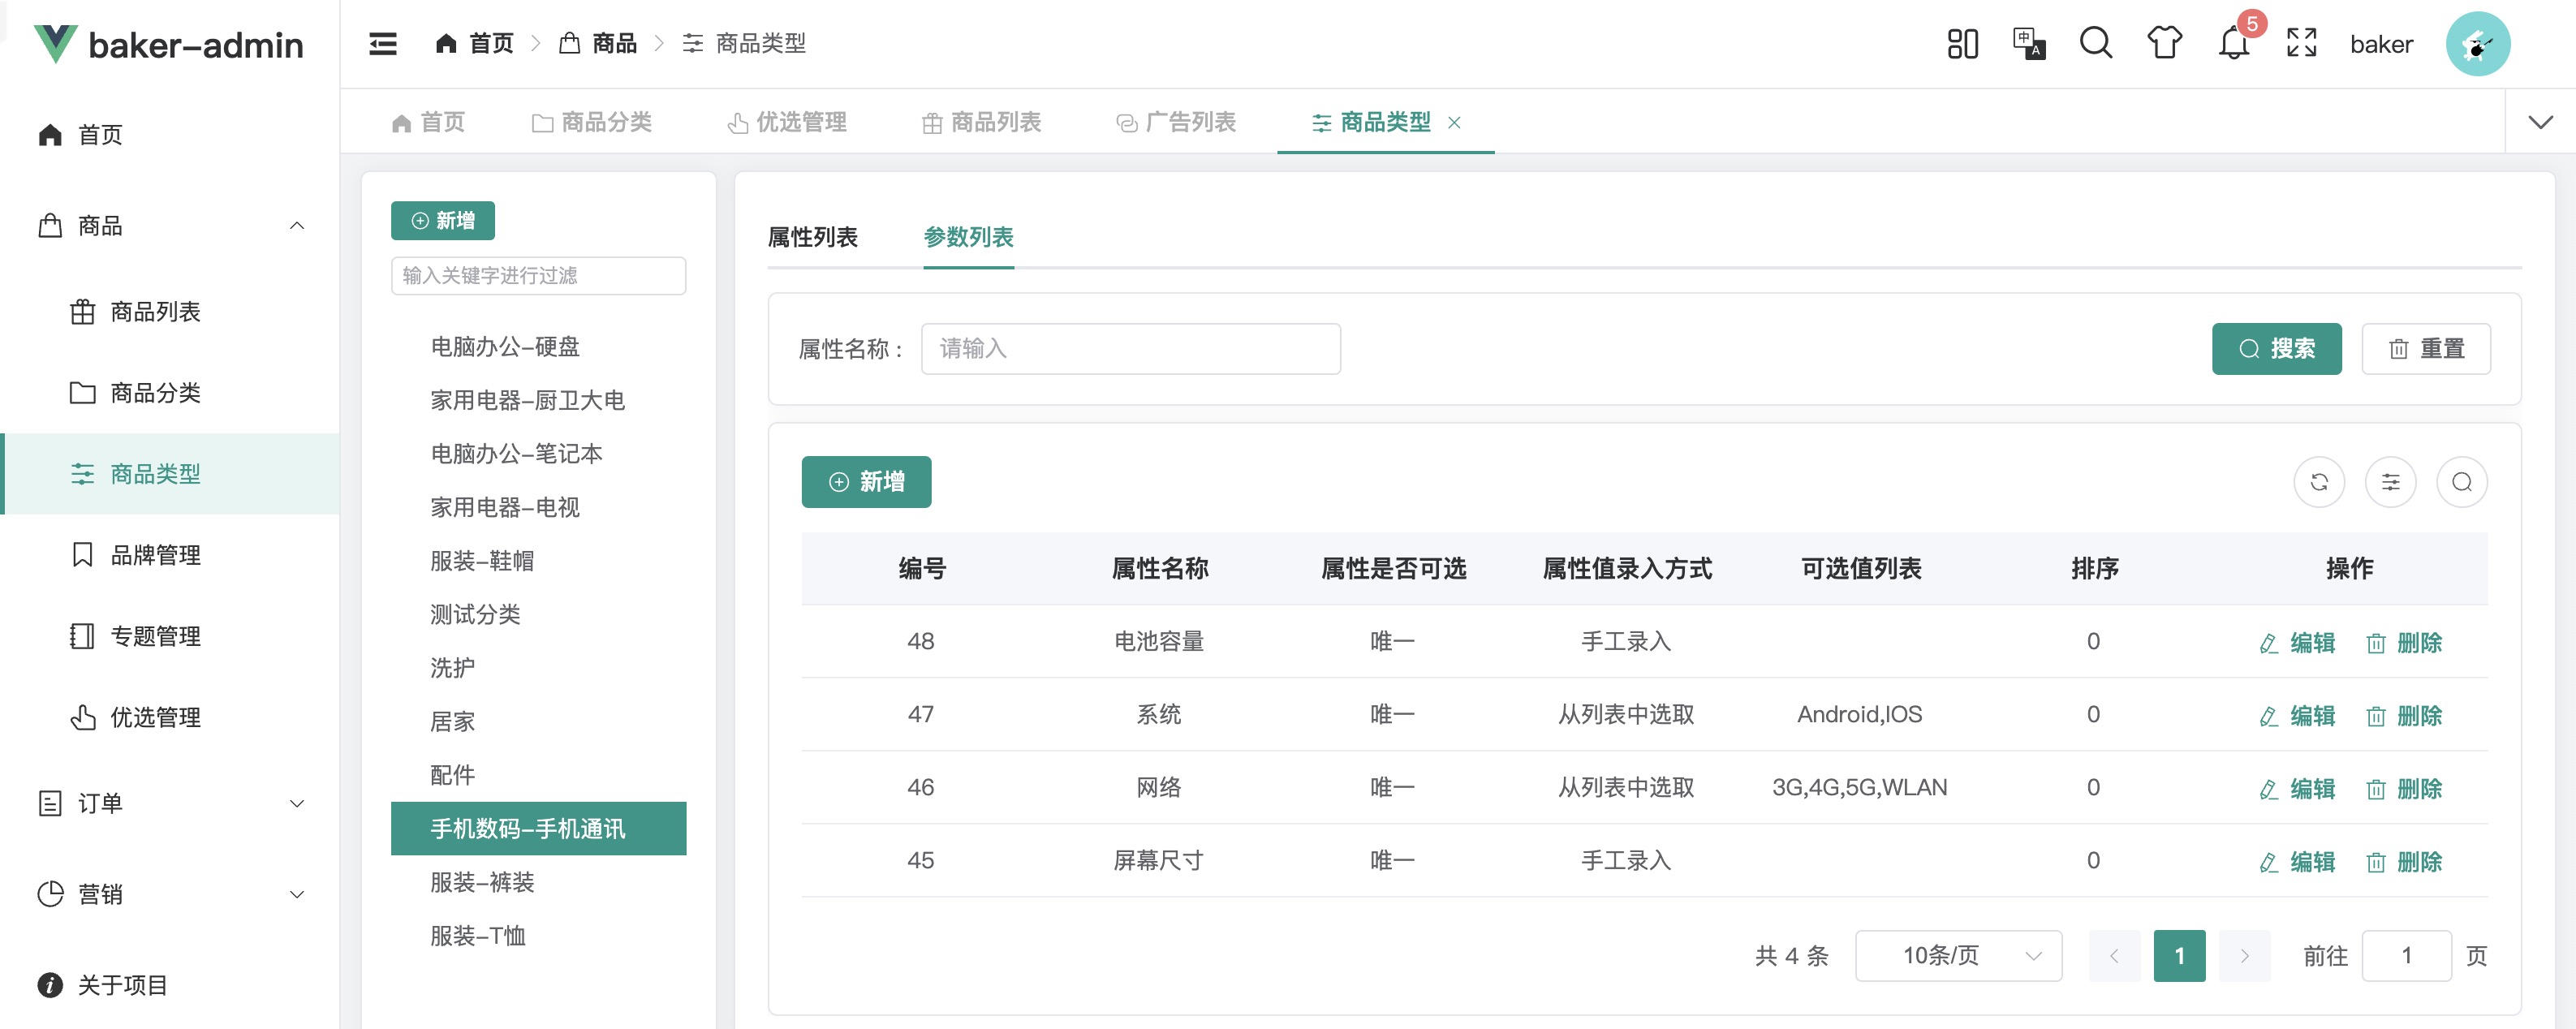 baker-admin
首页
商品
商品列表
商品分类
商品类型
品牌管理
专题管理
优选管理
订单
营销
关于项目
首页 商品 商品类型
中 A
5
baker
首页 商品分类 优选管理 商品列表 广告列表 商品类型
新增
输入关键字进行过滤
电脑办公-硬盘
家用电器-厨卫大电
电脑办公-笔记本
家用电器-电视
服装-鞋帽
测试分类
洗护
居家
配件
手机数码-手机通讯
服装-裤装
服装-T恤
属性列表 参数列表
属性名称 : 请输入 搜索 重置
新增
编号 属性名称 属性是否可选 属性值录入方式 可选值列表 排序 操作
48 电池容量 唯一 手工录入 0 编辑 删除
47 系统 唯一 从列表中选取 Android,IOS 0 编辑 删除
46 网络 唯一 从列表中选取 3G,4G,5G,WLAN 0 编辑 删除
45 屏幕尺寸 唯一 手工录入 0 编辑 删除
共 4 条 10条/页 1 前往 1 页